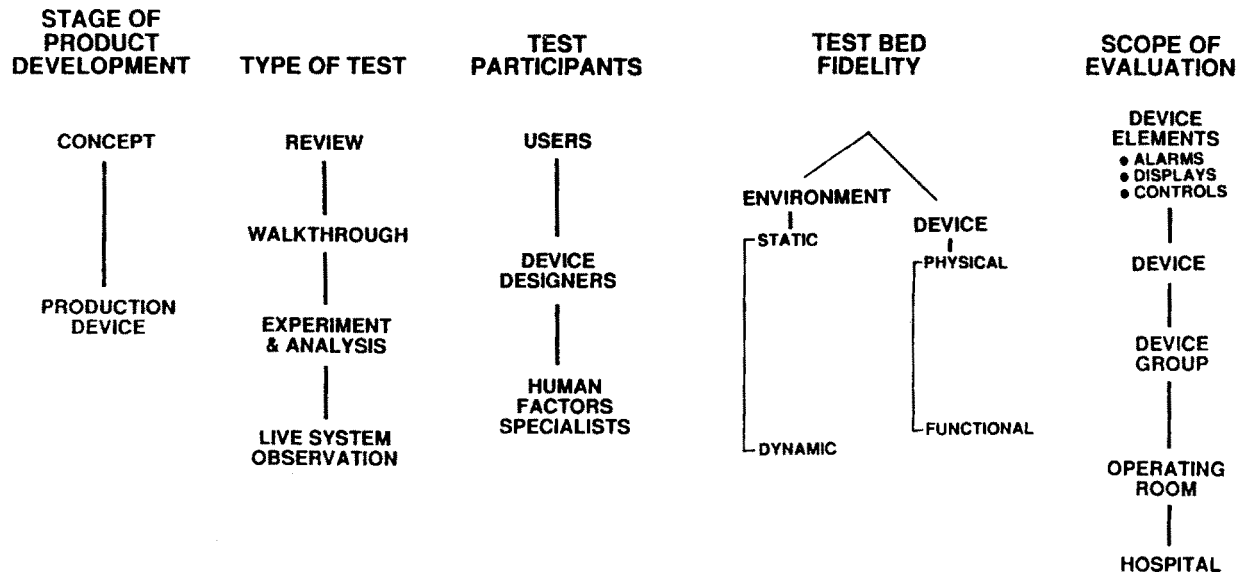 STAGE OF
PRODUCT
DEVELOPMENT
TYPE OF TEST
TEST
PARTICIPANTS
TEST BED
FIDELITY
SCOPE OF
EVALUATION
CONCEPT
PRODUCTION
DEVICE
REVIEW
WALKTHROUGH
EXPERIMENT
& ANALYSIS
LIVE SYSTEM
OBSERVATION
USERS
DEVICE
DESIGNERS
HUMAN
FACTORS
SPECIALISTS
ENVIRONMENT
STATIC
DYNAMIC
DEVICE
PHYSICAL
FUNCTIONAL
DEVICE
ELEMENTS
• ALARMS
• DISPLAYS
• CONTROLS
DEVICE
DEVICE
GROUP
OPERATING
ROOM
HOSPITAL